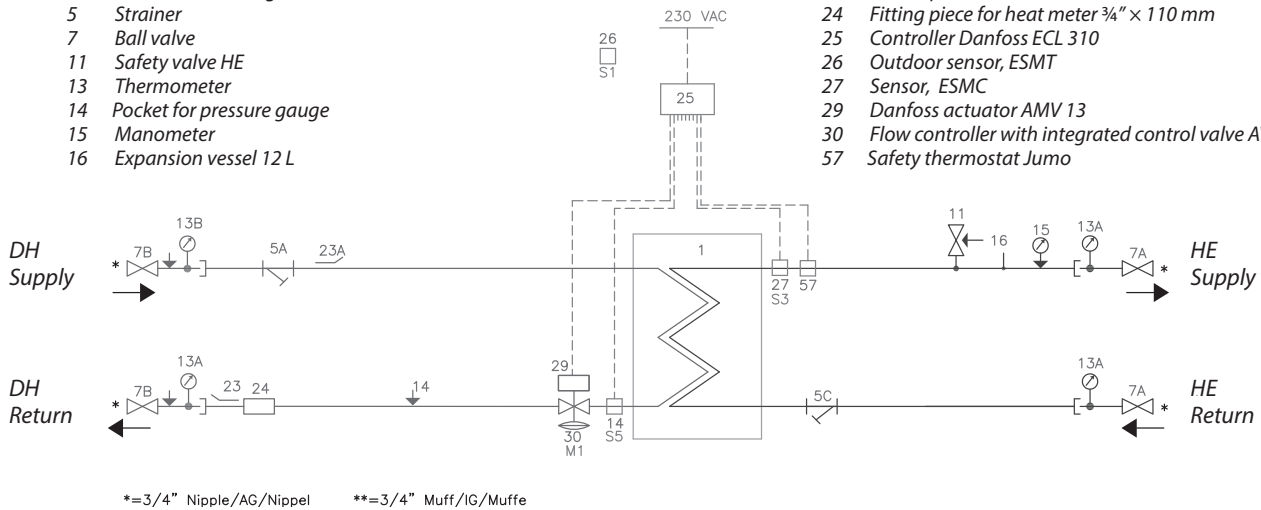 5 Strainer
7 Ball valve
11 Safety valve HE
13 Thermometer
14 Pocket for pressure gauge
15 Manometer
16 Expansion vessel 12 L
24 Fitting piece for heat meter ¾" × 110 mm
25 Controller Danfoss ECL 310
26 Outdoor sensor, ESMT
27 Sensor, ESMC
29 Danfoss actuator AMV 13
30 Flow controller with integrated control valve
57 Safety thermostat Jumo
230 VAC
26
S1
25
DH
Supply
* 7B
13B
5A
23A
1
27
S3
57
11
16
15
13A
7A *
HE
Supply
DH
Return
* 7B
13A
23
24
14
29
30
M1
14
S5
5C
13A
7A *
HE
Return
*=3/4" Nipple/AG/Nippel **=3/4" Muff/IG/Muffe